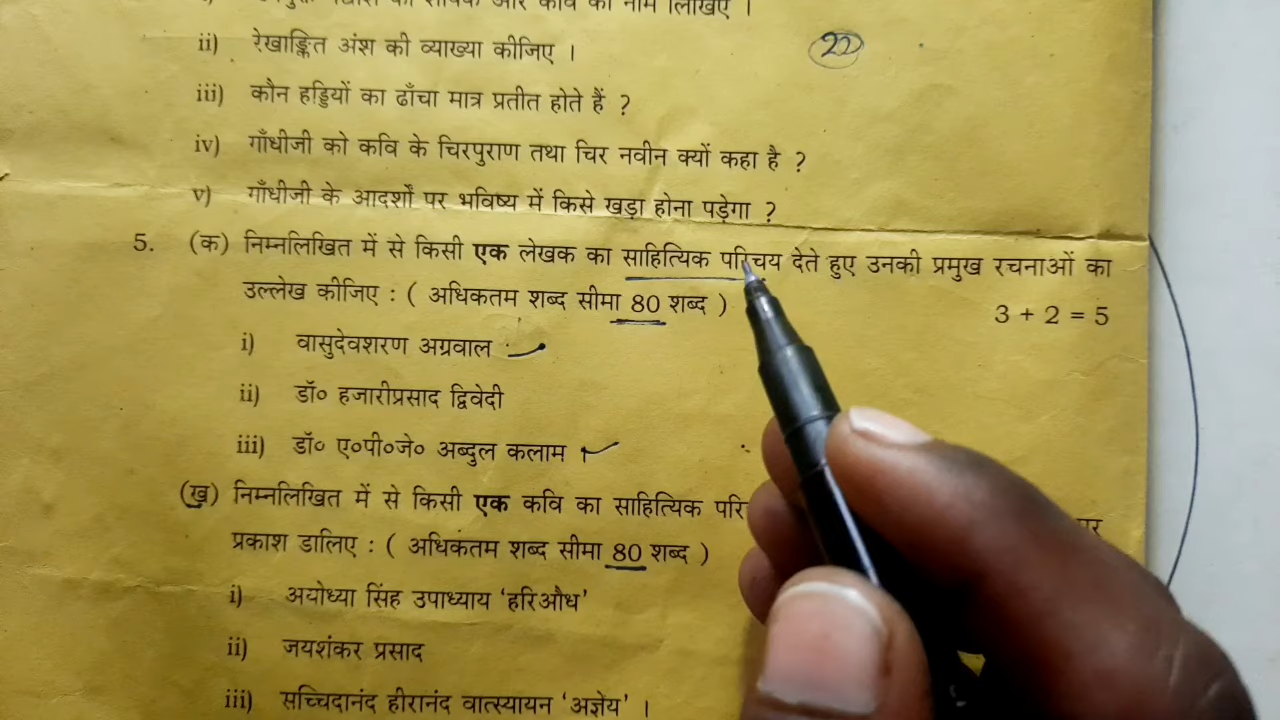 का नाम लिखिए ।
ii) रेखाङ्कित अंश की व्याख्या कीजिए ।
22
iii) कौन हड्डियों का ढाँचा मात्र प्रतीत होते हैं ?
iv) गाँधीजी को कवि के चिरपुराण तथा चिर नवीन क्यों कहा है ?
v) गाँधीजी के आदर्शों पर भविष्य में किसे खड़ा होना पड़ेगा ?
5. (क) निम्नलिखित में से किसी एक लेखक का साहित्यिक परिचय देते हुए उनकी प्रमुख रचनाओं का
उल्लेख कीजिए : ( अधिकतम शब्द सीमा 80 शब्द )
3 + 2 = 5
i) वासुदेवशरण अग्रवाल
ii) डॉ० हजारीप्रसाद द्विवेदी
iii) डॉ० ए०पी०जे० अब्दुल कलाम
(ख) निम्नलिखित में से किसी एक कवि का साहित्यिक परि पर
प्रकाश डालिए : ( अधिकतम शब्द सीमा 80 शब्द )
i) अयोध्या सिंह उपाध्याय ‘हरिऔध’
ii) जयशंकर प्रसाद
iii) सच्चिदानंद हीरानंद वात्स्यायन ‘अज्ञेय’ ।